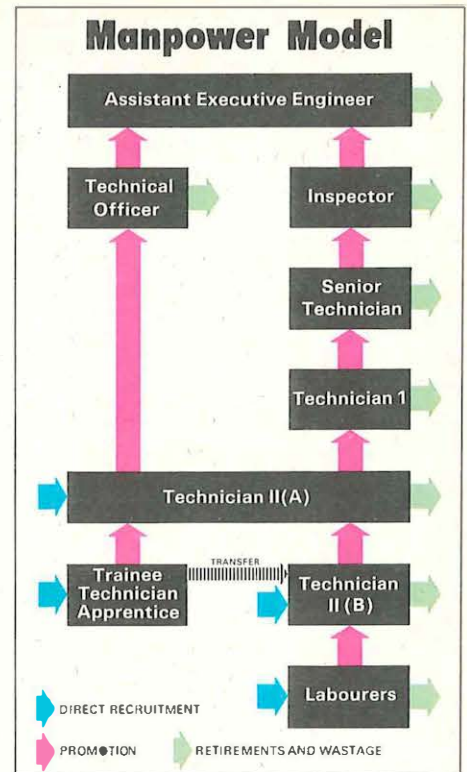 Manpower Model
Assistant Executive Engineer
Technical
Officer
Inspector
Senior
Technician
Technician 1
Technician II(A)
TRANSFER
Trainee
Technician
Apprentice
Technician
II (B)
Labourers
DIRECT RECRUITMENT
PROMOTION
RETIREMENTS AND WASTAGE